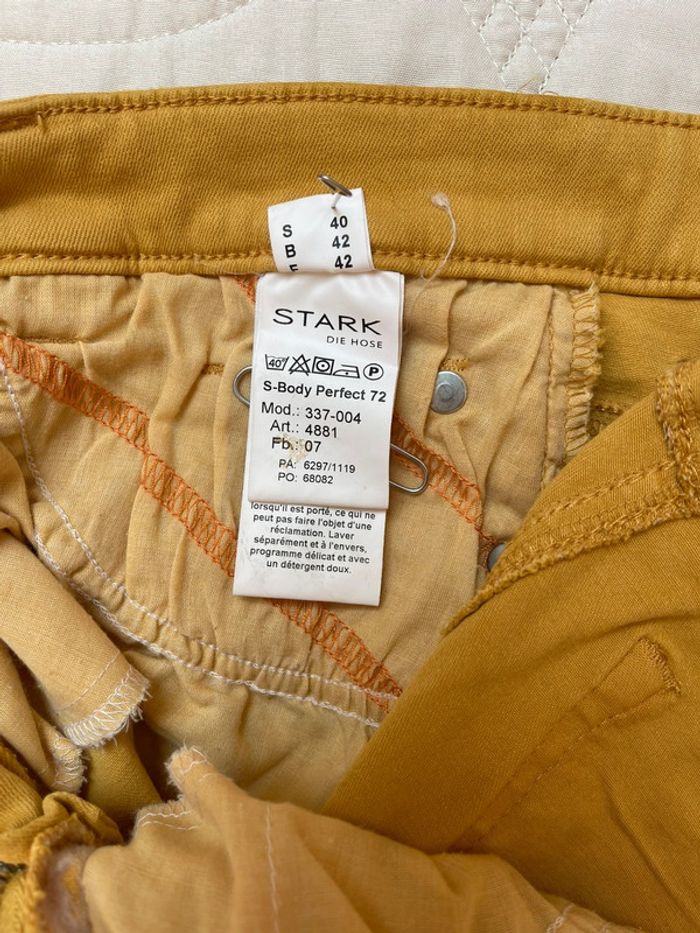 S 40
B 42
F 42
STARK
DIE HOSE
40°
P
S-Body Perfect 72
Mod.: 337-004
Art.: 4881
Fb.: 07
PA: 6297/1119
PO: 68082
lorsqu'il est porté, ce qui ne
peut pas faire l'objet d'une
réclamation. Laver
séparément et à l'envers,
programme délicat et avec
un détergent doux.